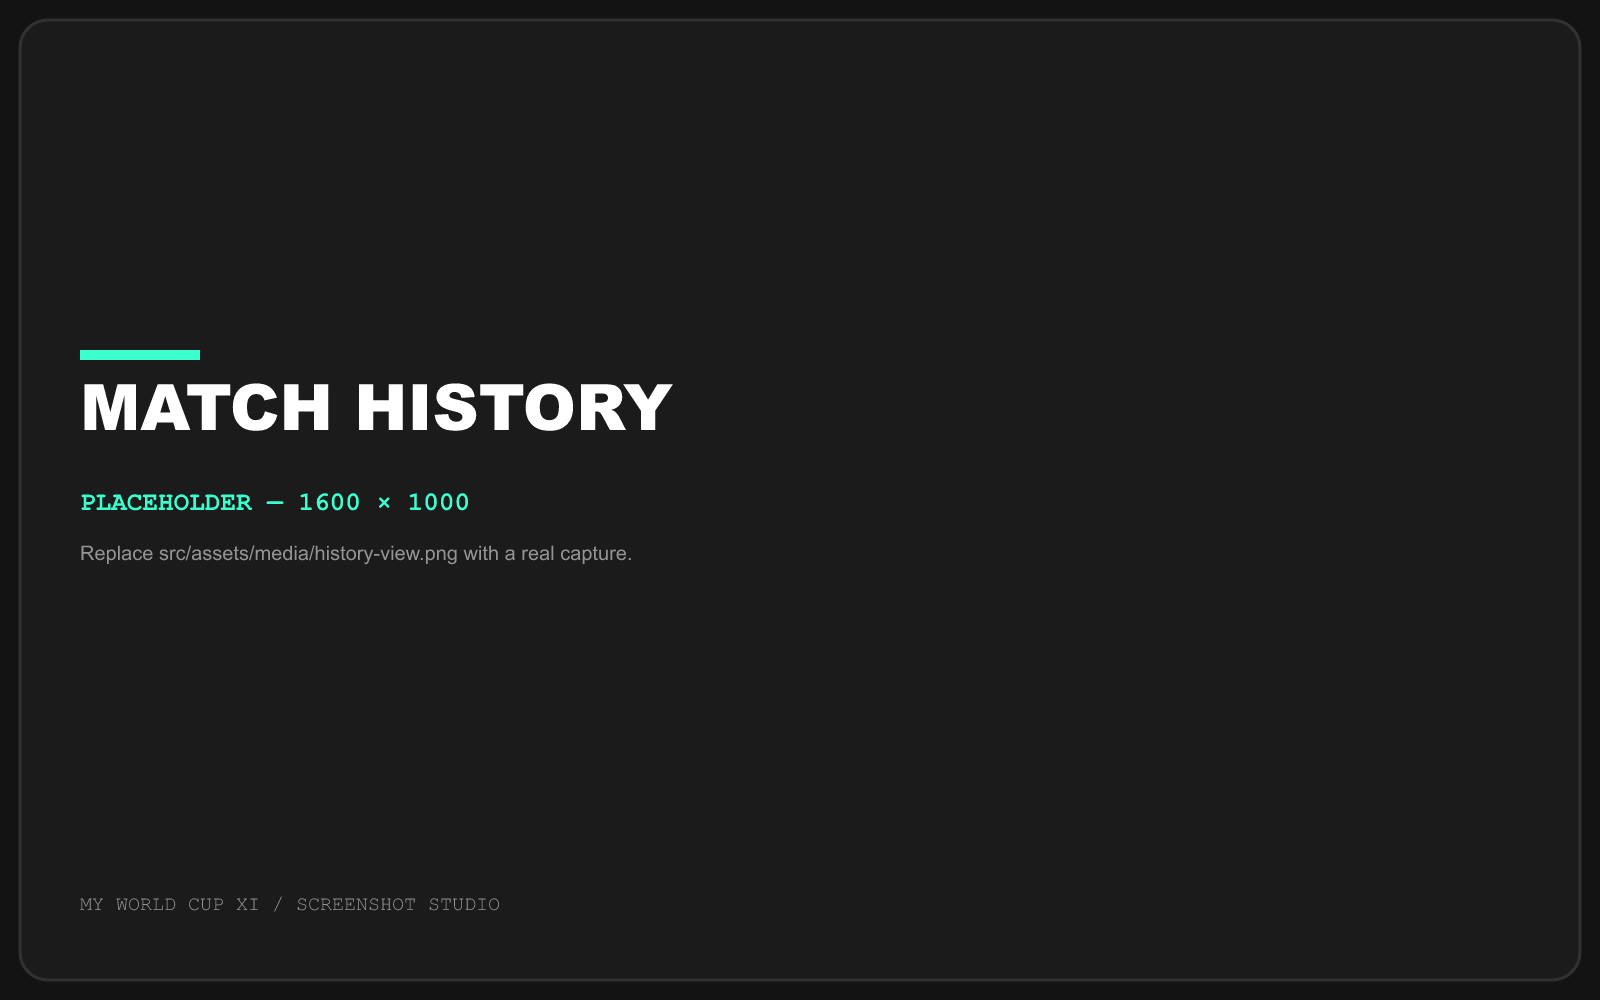 MATCH HISTORY
PLACEHOLDER — 1600 × 1000
Replace src/assets/media/history-view.png with a real capture.
MY WORLD CUP XI / SCREENSHOT STUDIO